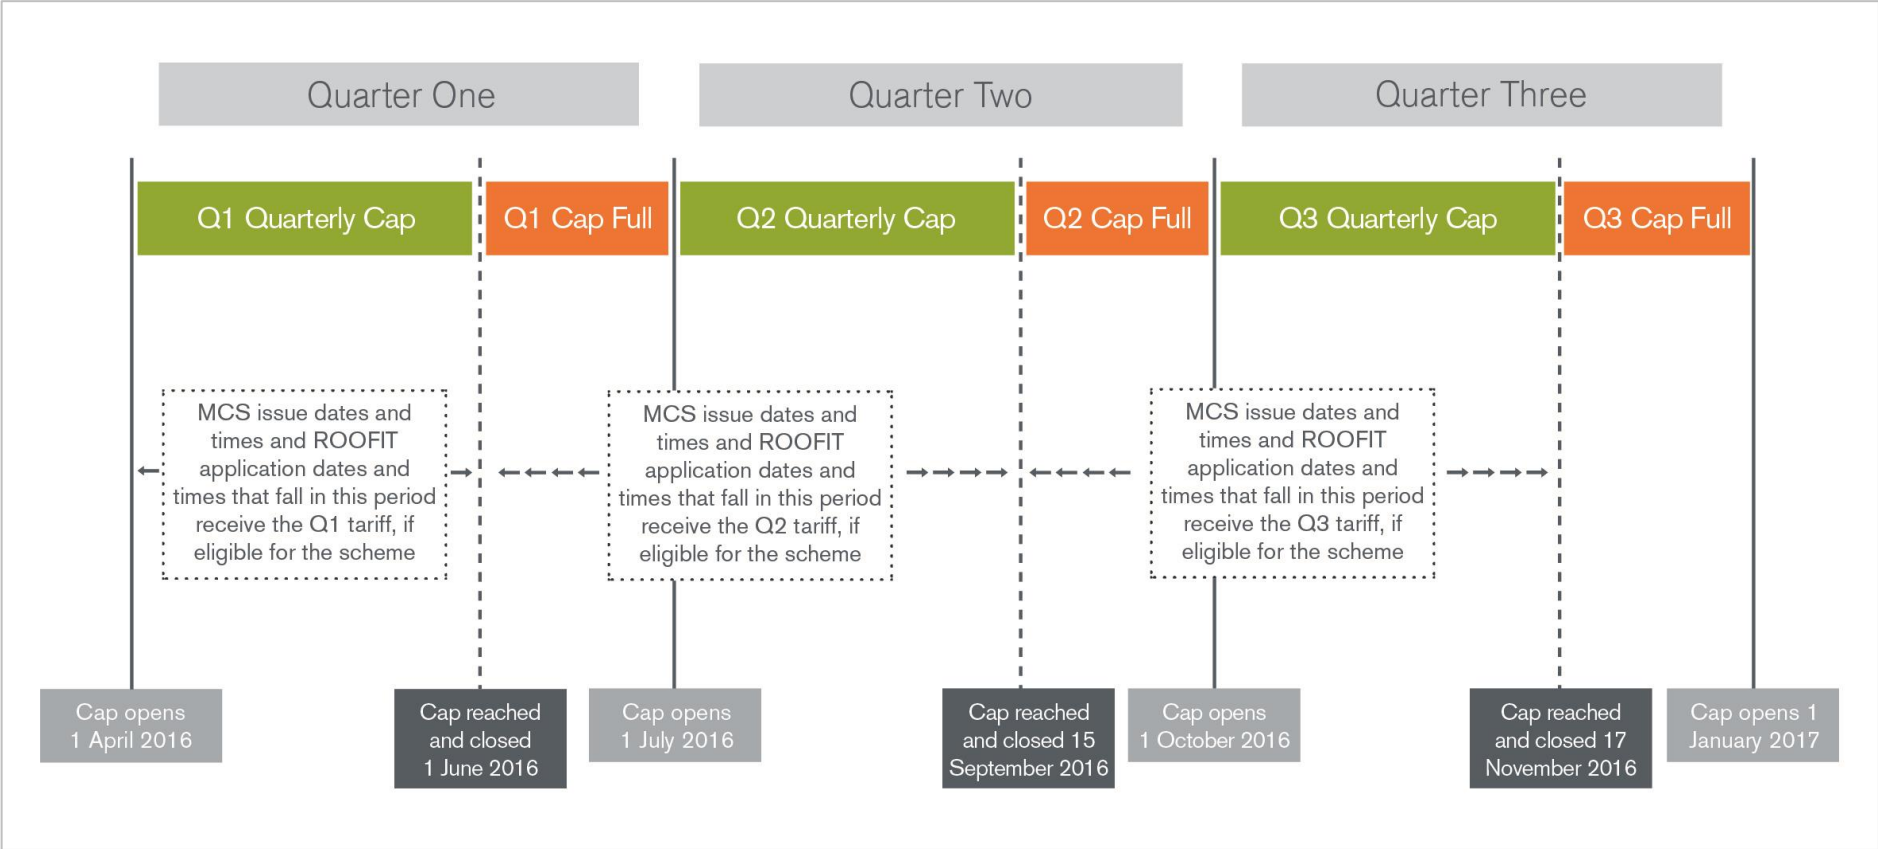 Quarter One
Quarter Two
Quarter Three
Q1 Quarterly Cap
Q1 Cap Full
Q2 Quarterly Cap
Q2 Cap Full
Q3 Quarterly Cap
Q3 Cap Full
MCS issue dates and
times and ROOFIT
application dates and
times that fall in this period
receive the Q1 tariff, if
eligible for the scheme
MCS issue dates and
times and ROOFIT
application dates and
times that fall in this period
receive the Q2 tariff, if
eligible for the scheme
MCS issue dates and
times and ROOFIT
application dates and
times that fall in this period
receive the Q3 tariff, if
eligible for the scheme
Cap opens
1 April 2016
Cap reached
and closed
1 June 2016
Cap opens
1 July 2016
Cap reached
and closed 15
September 2016
Cap opens
1 October 2016
Cap reached
and closed 17
November 2016
Cap opens 1
January 2017